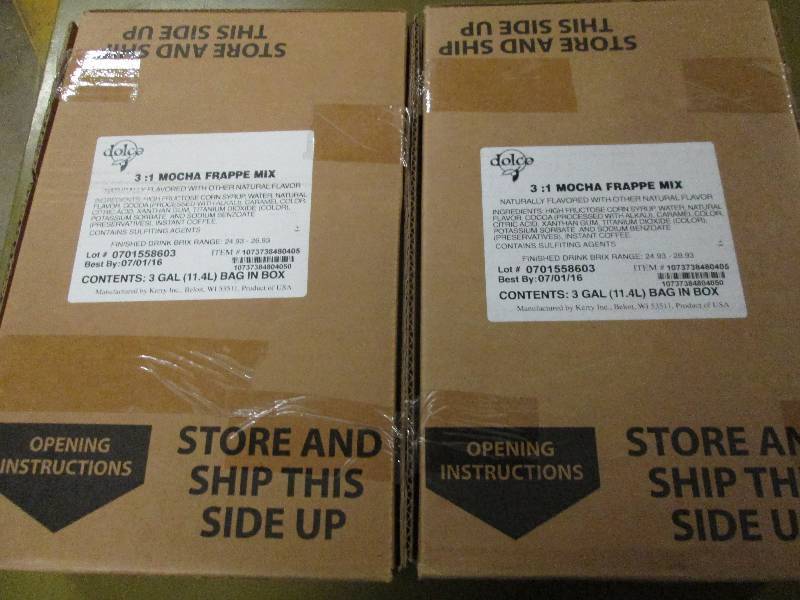 STORE AND SHIP
THIS SIDE UP
dolce
3 :1 MOCHA FRAPPE MIX
NATURALLY FLAVORED WITH OTHER NATURAL FLAVOR
INGREDIENTS: HIGH FRUCTOSE CORN SYRUP, WATER, NATURAL
FLAVOR, COCOA (PROCESSED WITH ALKALI), CARAMEL COLOR,
CITRIC ACID, XANTHAN GUM, TITANIUM DIOXIDE (COLOR),
POTASSIUM SORBATE AND SODIUM BENZOATE
(PRESERVATIVES), INSTANT COFFEE.
CONTAINS SULFITING AGENTS
FINISHED DRINK BRIX RANGE: 24.93 - 26.93
Lot # 0701558603
ITEM # 1073738480405
Best By: 07/01/16
10737384804050
CONTENTS: 3 GAL (11.4L) BAG IN BOX
Manufactured by Kerry Inc., Beloit, WI 53511, Product of USA
OPENING
INSTRUCTIONS
STORE AND
SHIP THIS
SIDE UP
STORE AND SHIP
THIS SIDE UP
dolce
3 :1 MOCHA FRAPPE MIX
NATURALLY FLAVORED WITH OTHER NATURAL FLAVOR
INGREDIENTS: HIGH FRUCTOSE CORN SYRUP, WATER, NATURAL
FLAVOR, COCOA (PROCESSED WITH ALKALI), CARAMEL COLOR,
CITRIC ACID, XANTHAN GUM, TITANIUM DIOXIDE (COLOR),
POTASSIUM SORBATE AND SODIUM BENZOATE
(PRESERVATIVES), INSTANT COFFEE.
CONTAINS SULFITING AGENTS
FINISHED DRINK BRIX RANGE: 24.93 - 26.93
Lot # 0701558603
ITEM # 1073738480405
Best By: 07/01/16
10737384804050
CONTENTS: 3 GAL (11.4L) BAG IN BOX
Manufactured by Kerry Inc., Beloit, WI 53511, Product of USA
OPENING
INSTRUCTIONS
STORE AN
SHIP TH
SIDE U